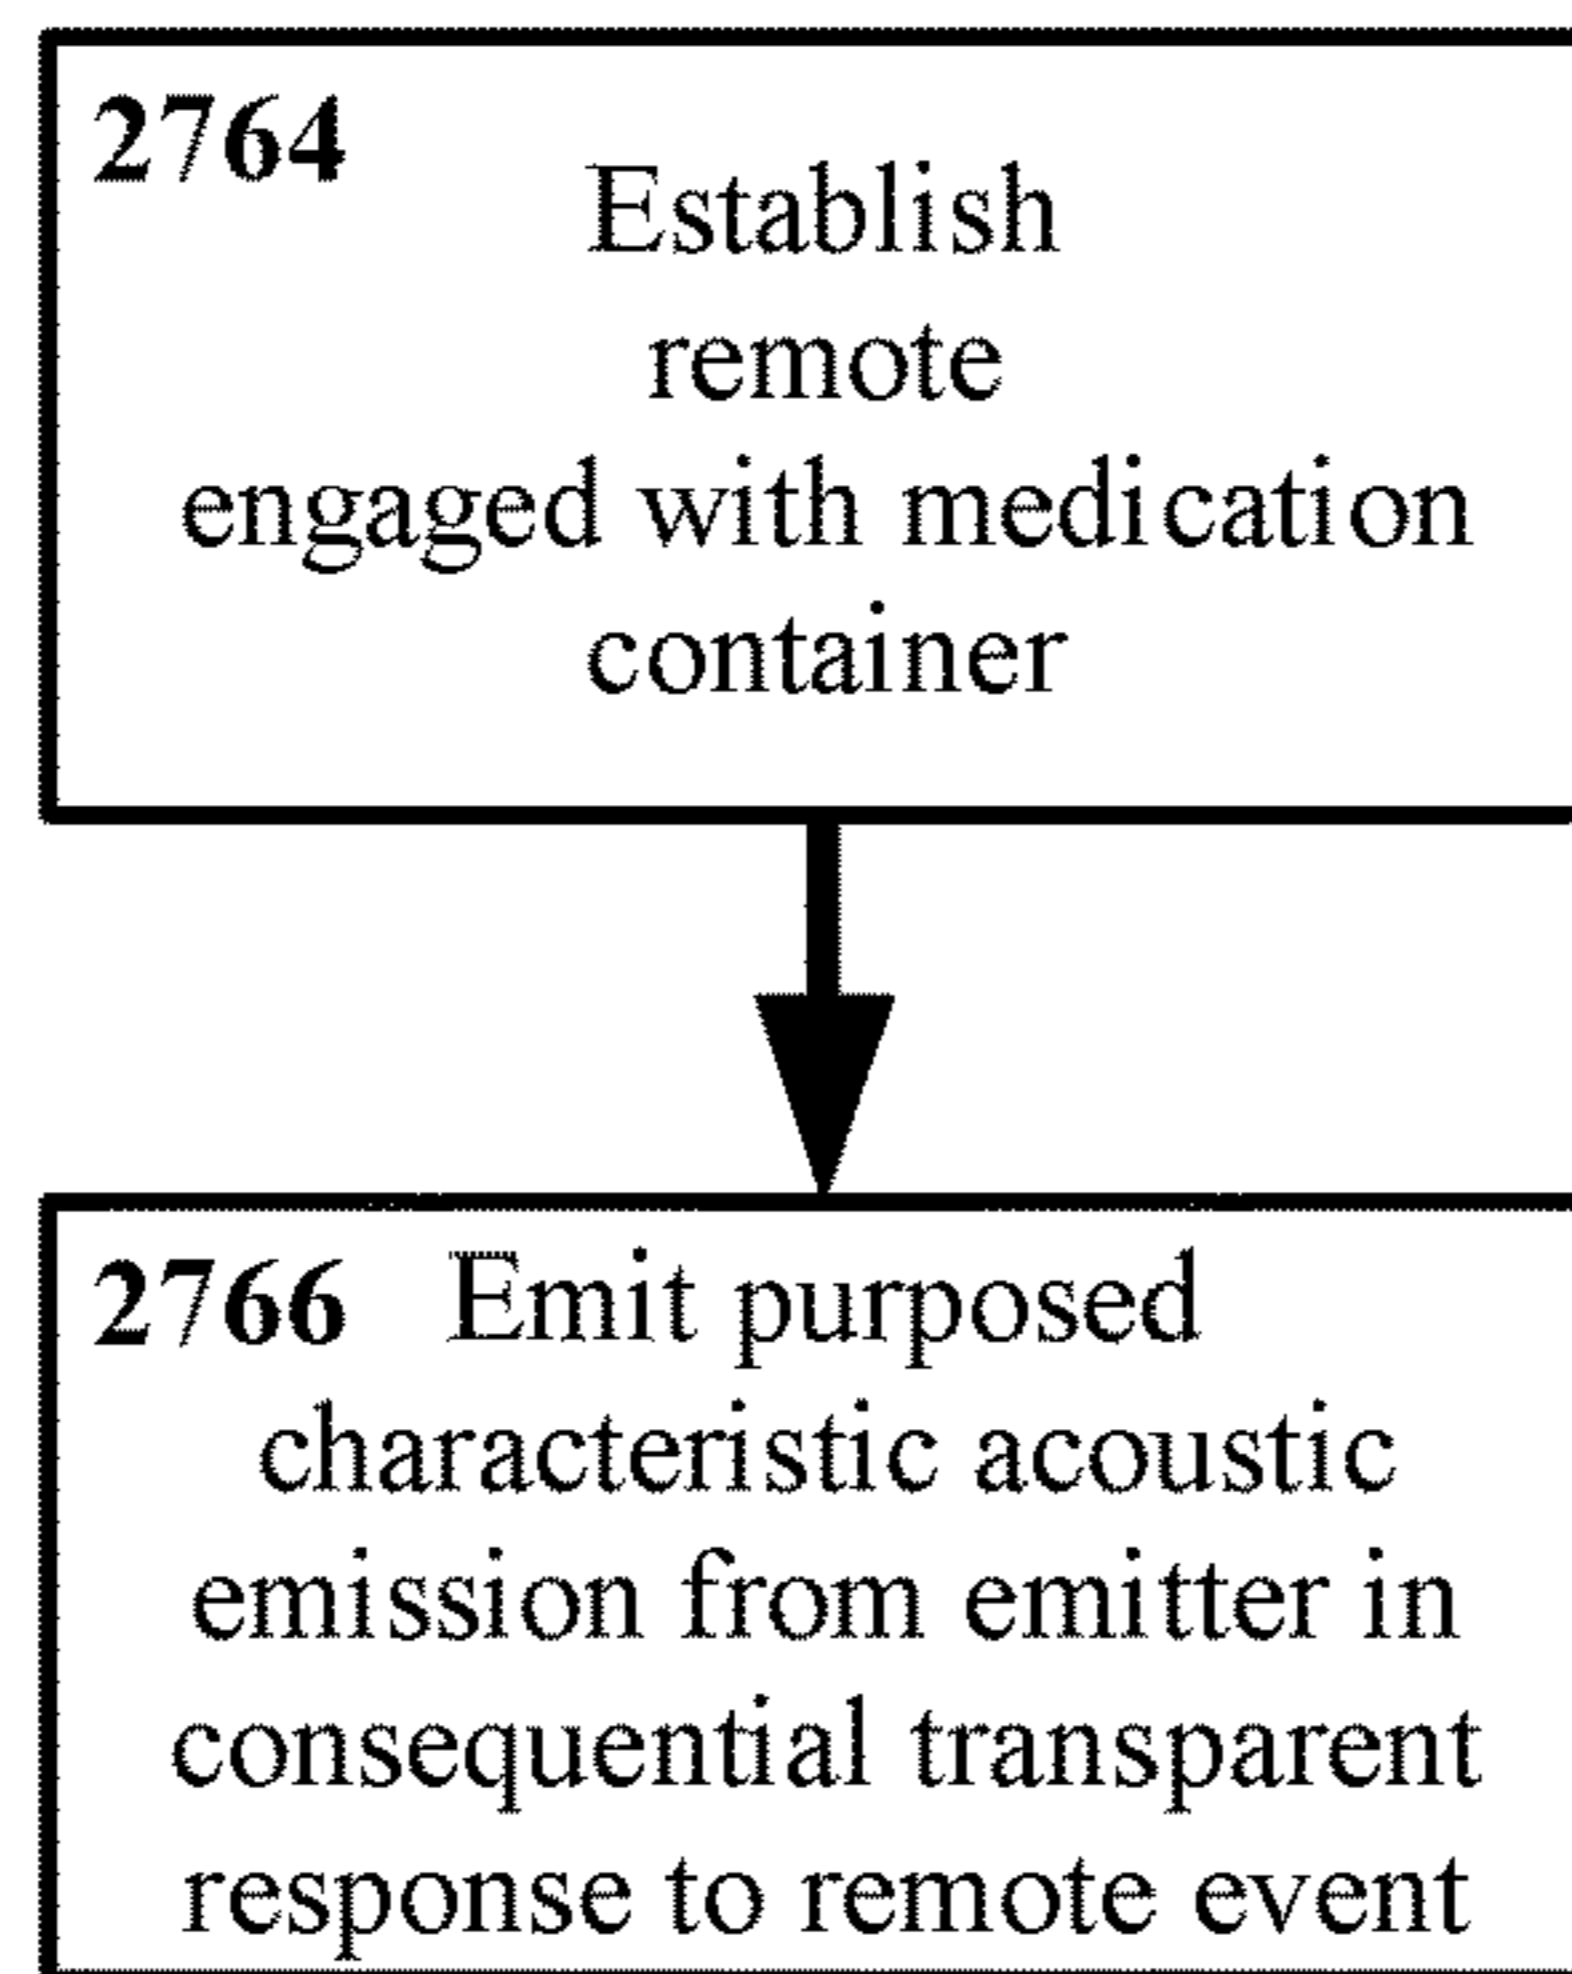 2764
Establish
remote
engaged with medication
container
2766 Emit purposed
characteristic acoustic
emission from emitter in
consequential transparent
response to remote event